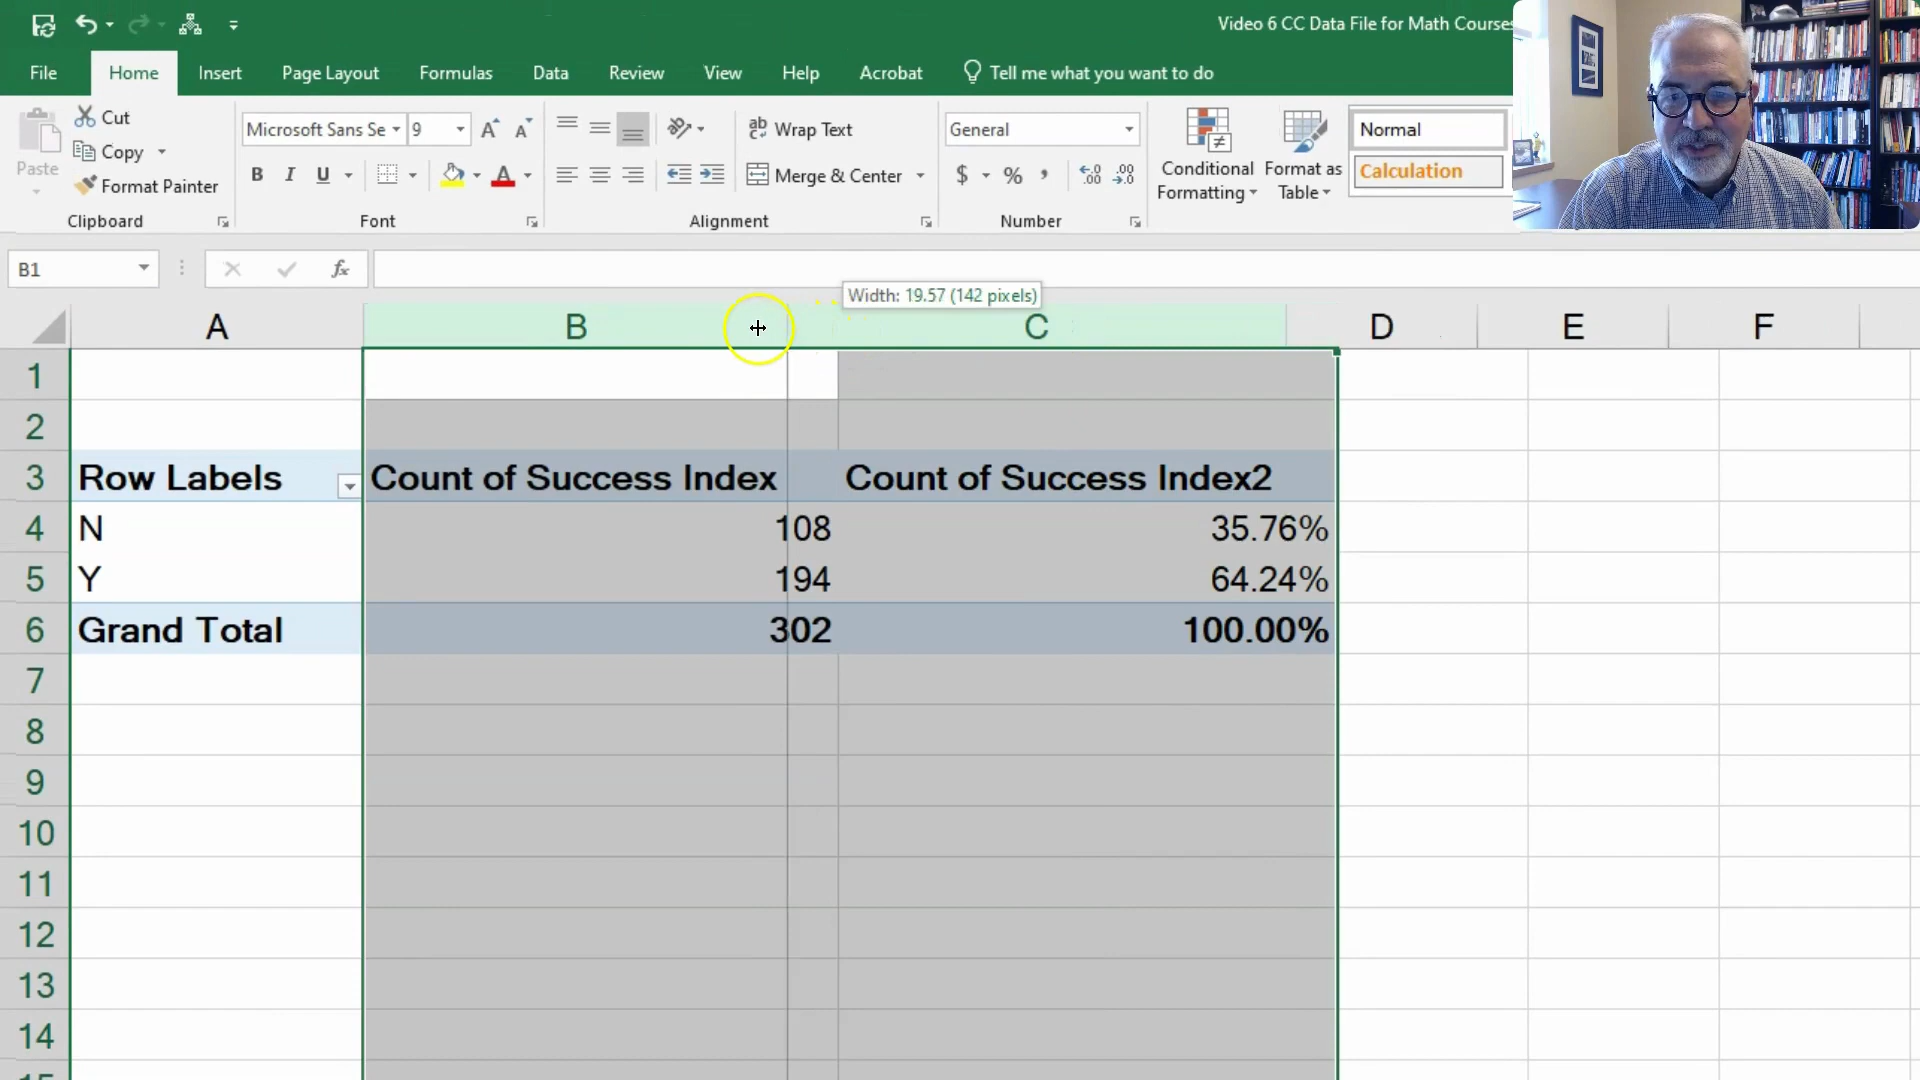 Video 6 CC Data File for Math Courses
File Home Insert Page Layout Formulas Data Review View Help Acrobat Tell me what you want to do
Paste
Cut
Copy
Format Painter
Clipboard
Microsoft Sans Se 9
B I U
Font
Wrap Text
Merge & Center
Alignment
General
$ % ,
Number
Conditional Formatting
Format as Table
Normal
Calculation
B1
fx
Width: 19.57 (142 pixels)
A B C D E F
1
2
3 Row Labels Count of Success Index Count of Success Index2
4 N 108 35.76%
5 Y 194 64.24%
6 Grand Total 302 100.00%
7
8
9
10
11
12
13
14